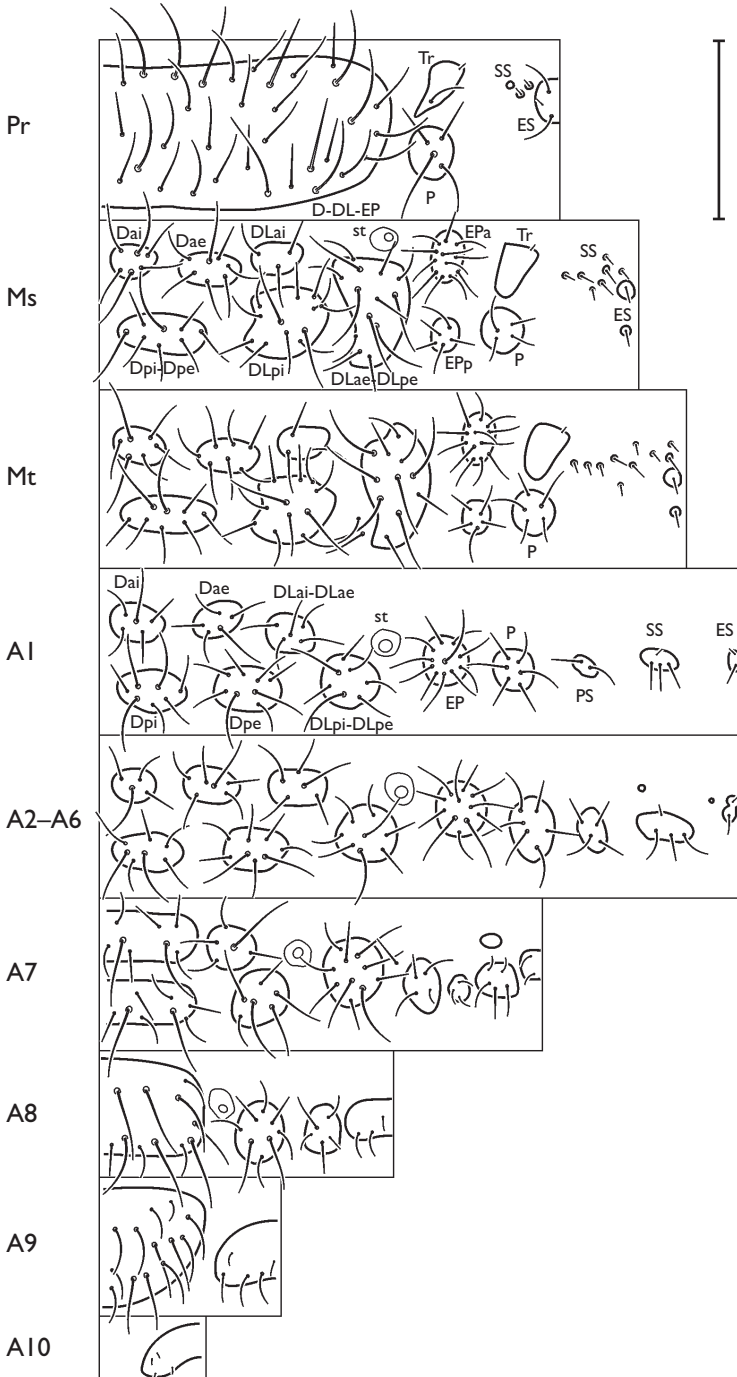 Pr
Tr
SS
ES
D-DL-EP
P
Ms
Dai
Dae
DLai
st
EPa
Tr
SS
ES
Dpi-Dpe
DLpi
DLae-DLpe
EPp
P
Mt
P
A1
Dai
Dae
DLai-DLae
st
P
SS
ES
Dpi
Dpe
DLpi-DLpe
EP
PS
A2–A6
A7
A8
A9
A10